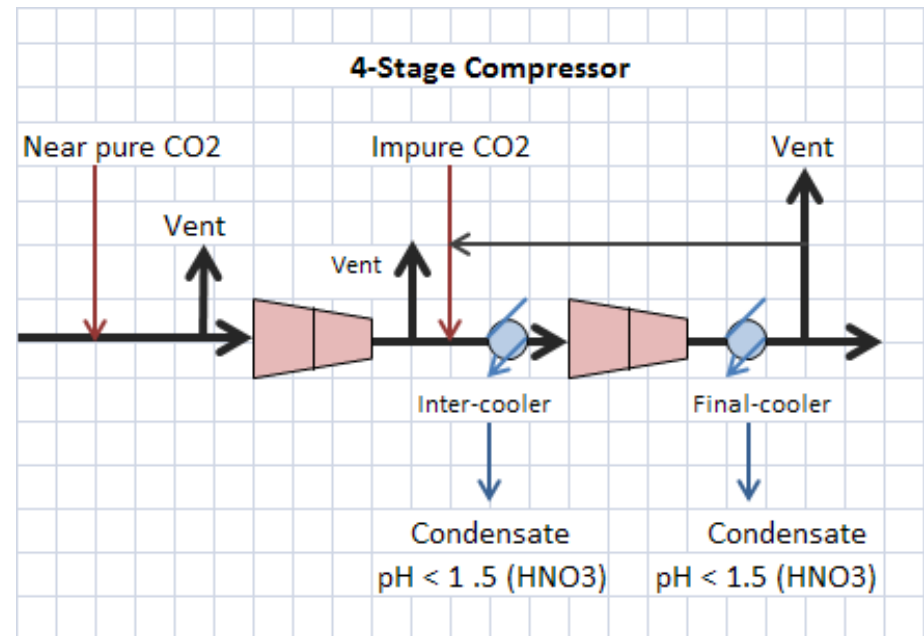 4-Stage Compressor
Near pure CO2
Impure CO2
Vent
Vent
Vent
Inter-cooler
Final-cooler
Condensate
pH < 1 .5 (HNO3)
Condensate
pH < 1.5 (HNO3)